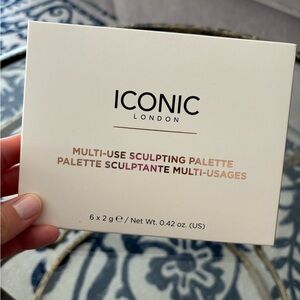 ICONIC
LONDON
MULTI-USE SCULPTING PALETTE
PALETTE SCULPTANTE MULTI-USAGES
6 x 2 g ℮ / Net Wt. 0.42 oz. (US)